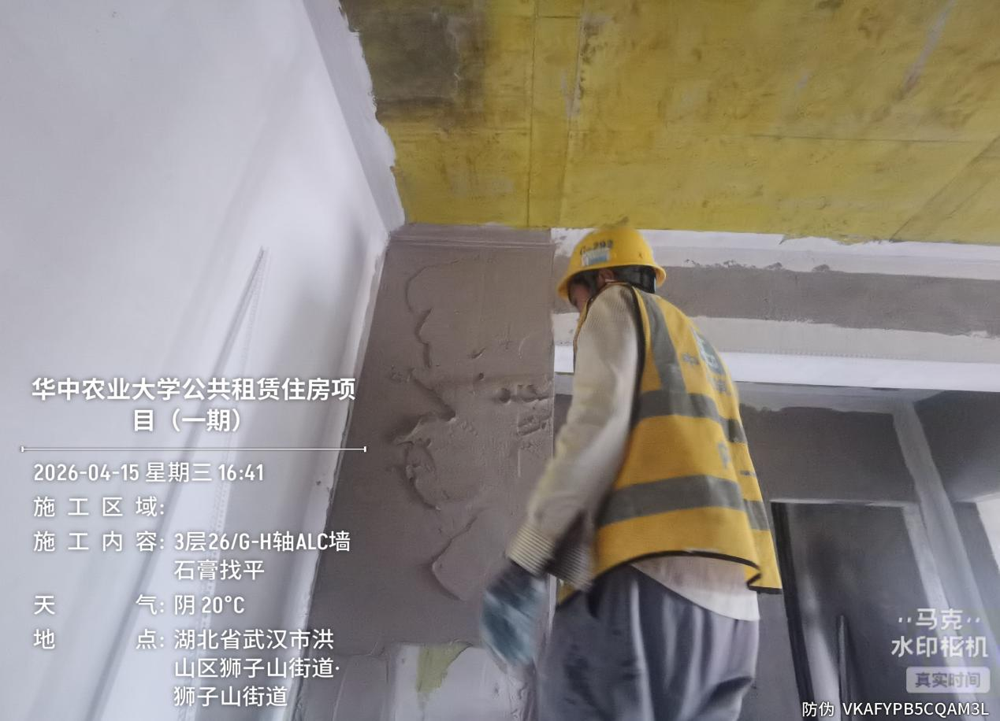 华中农业大学公共租赁住房项
目（一期）
2026-04-15 星期三 16:41
施工区域:
施工内容: 3层26/G-H轴ALC墙
石膏找平
天气: 阴 20°C
地点: 湖北省武汉市洪
山区狮子山街道·
狮子山街道
马克
水印相机
真实时间
防伪 VKAFYPB5CQAM3L